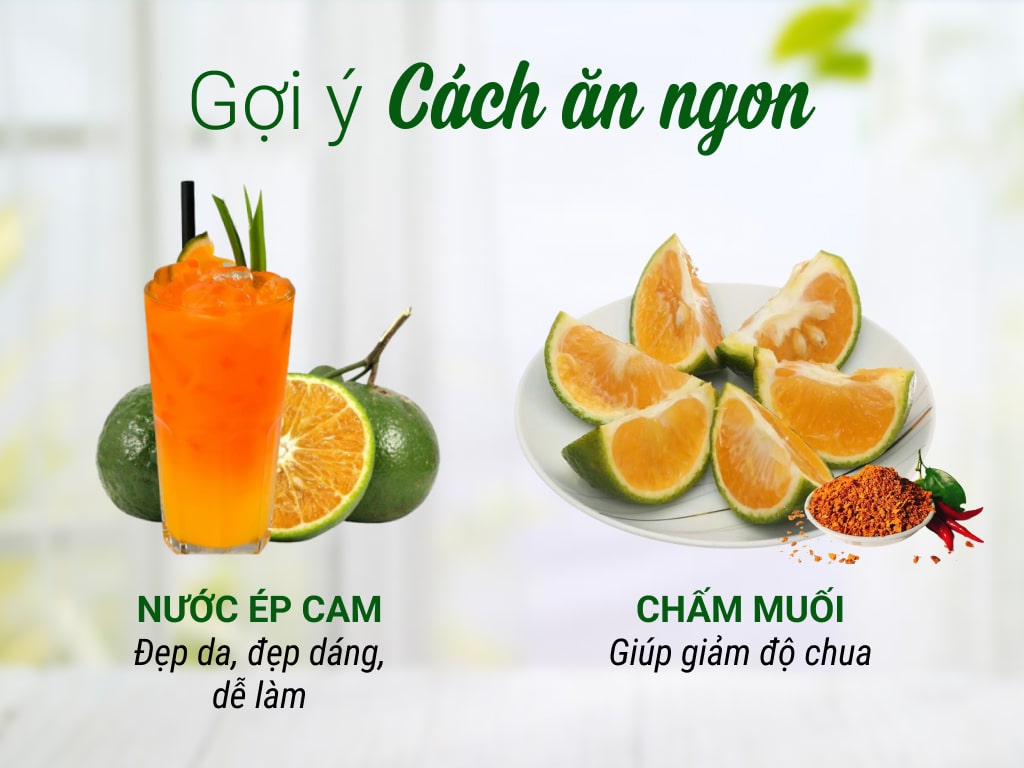 Gợi ý Cách ăn ngon
NƯỚC ÉP CAM
Đẹp da, đẹp dáng,
dễ làm
CHẤM MUỐI
Giúp giảm độ chua